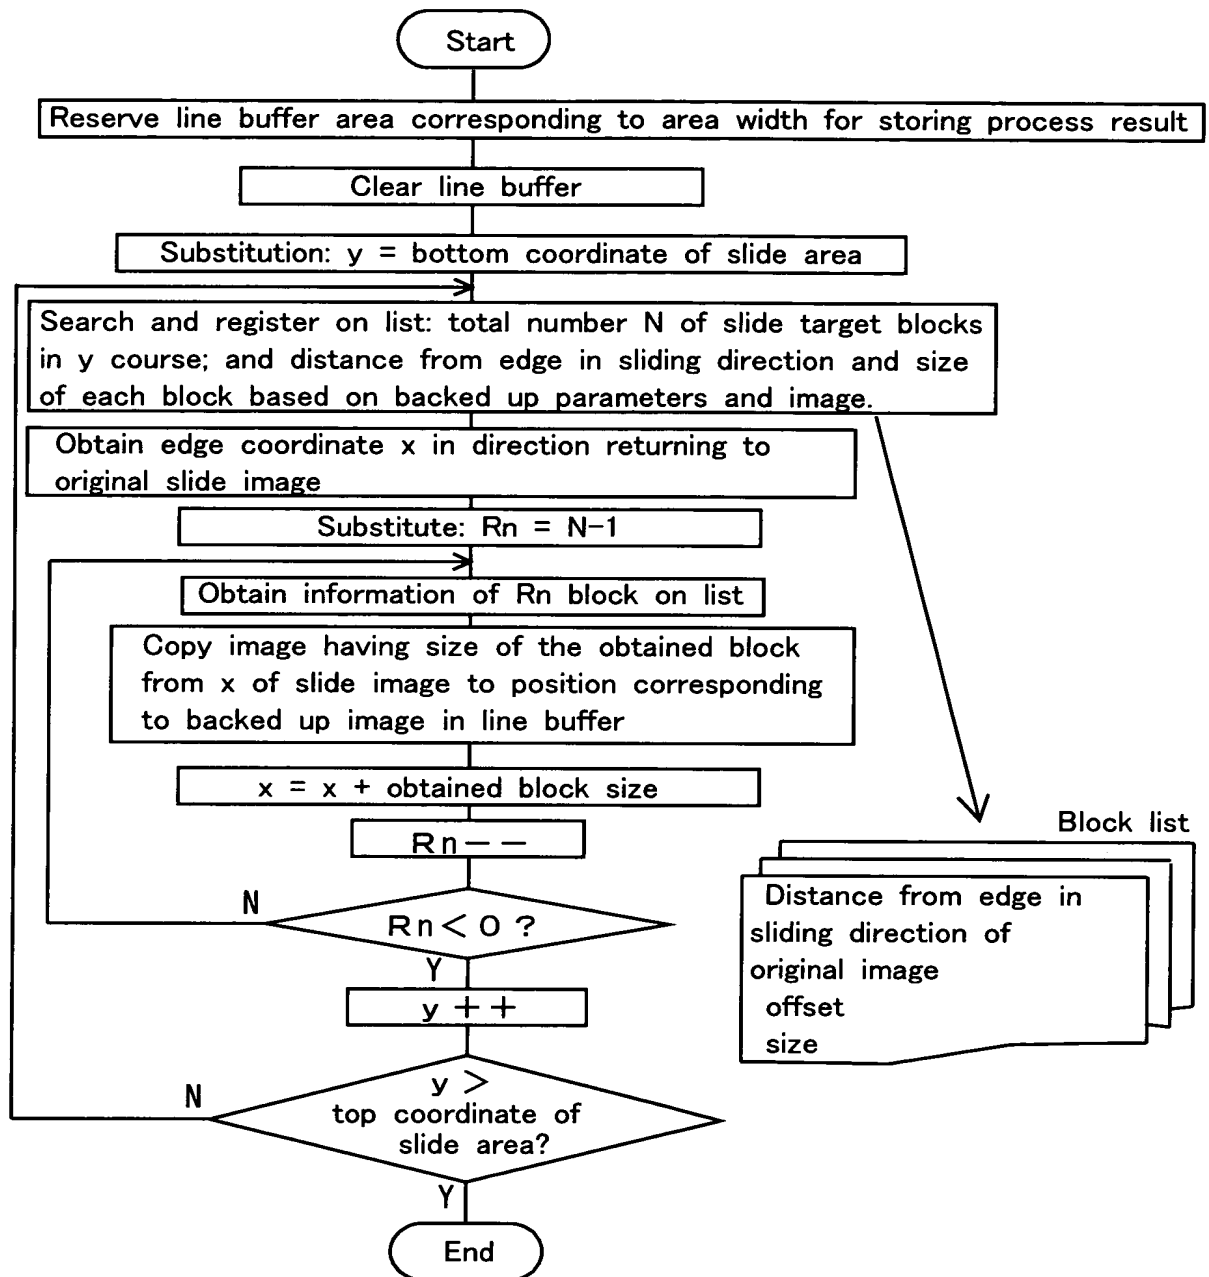 Start
Reserve line buffer area corresponding to area width for storing process result
Clear line buffer
Substitution: y = bottom coordinate of slide area
Search and register on list: total number N of slide target blocks
in y course; and distance from edge in sliding direction and size
of each block based on backed up parameters and image.
Obtain edge coordinate x in direction returning to
original slide image
Substitute: Rn = N-1
Obtain information of Rn block on list
Copy image having size of the obtained block
from x of slide image to position corresponding
to backed up image in line buffer
x = x + obtained block size
Rn--
Rn<0?
N
Y
y++
y >
top coordinate of
slide area?
N
Y
End
Block list
Distance from edge in
sliding direction of
original image
offset
size